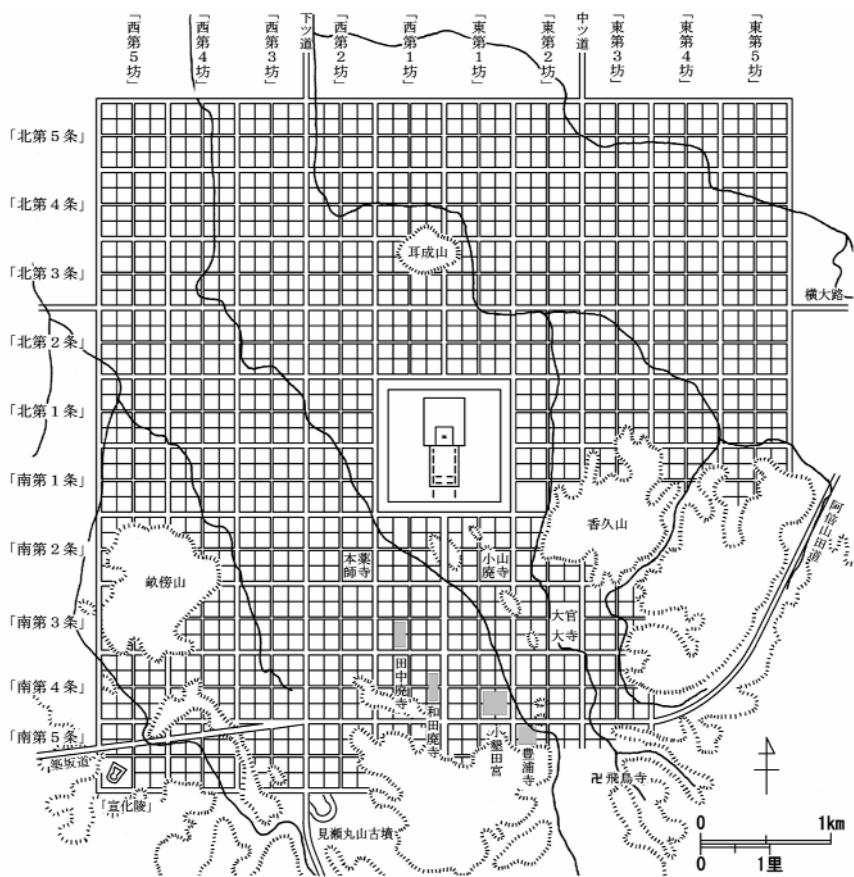 「西第5坊」
「西第4坊」
「西第3坊」
下ツ道
「西第2坊」
「西第1坊」
「東第1坊」
「東第2坊」
中ツ道
「東第3坊」
「東第4坊」
「東第5坊」
「北第5条」
「北第4条」
「北第3条」
「北第2条」
「北第1条」
「南第1条」
「南第2条」
「南第3条」
「南第4条」
「南第5条」
耳成山
横大路
香久山
阿倍山田道
畝傍山
本薬
師寺
小山
廃寺
大官
大寺
田中廃寺
和田廃寺
小墾田宮
豊浦寺
卍飛鳥寺
築坂道
「宣化陵」
見瀬丸山古墳
0 1km
0 1里